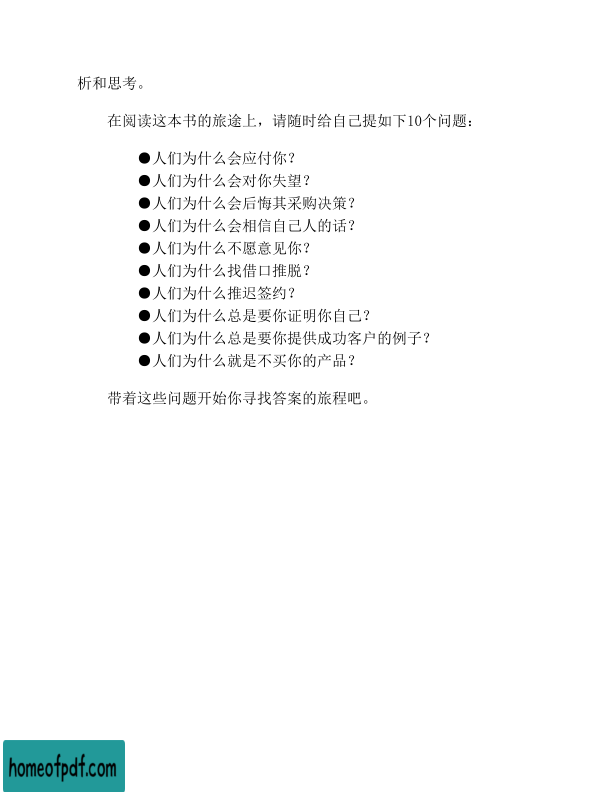 析和思考。
在阅读这本书的旅途上，请随时给自己提如下10个问题：
●人们为什么会应付你？
●人们为什么会对你失望？
●人们为什么会后悔其采购决策？
●人们为什么会相信自己人的话？
●人们为什么不愿意见你？
●人们为什么找借口推脱？
●人们为什么推迟签约？
●人们为什么总是要你证明你自己？
●人们为什么总是要你提供成功客户的例子？
●人们为什么就是不买你的产品？
带着这些问题开始你寻找答案的旅程吧。
homeofpdf.com